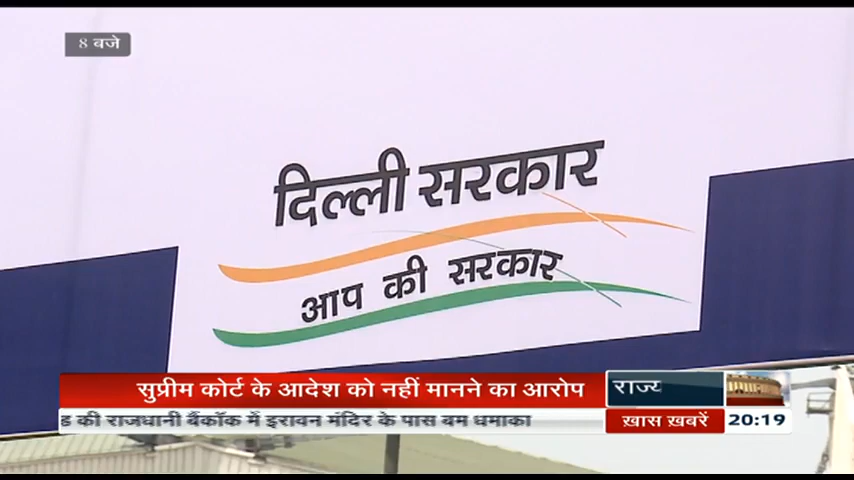 8 बजे
दिल्ली सरकार
आप की सरकार
सुप्रीम कोर्ट के आदेश को नहीं मानने का आरोप
राज्य
की राजधानी बैंकॉक में इरावन मंदिर के पास बम धमाका
ख़ास ख़बरें
20:19